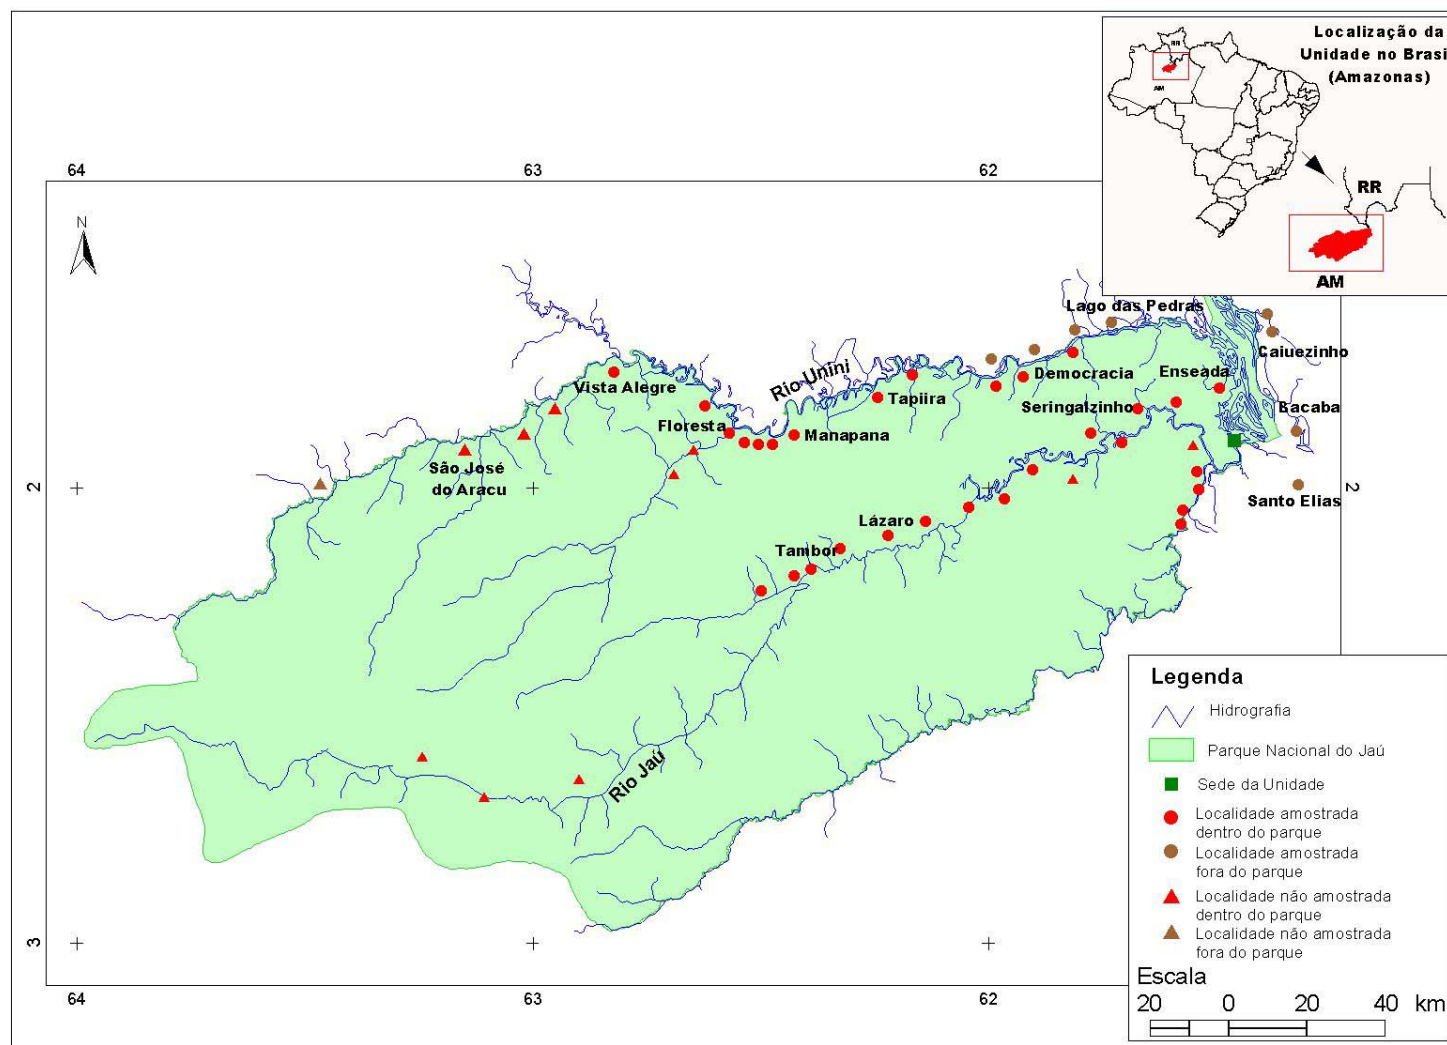 Localização da
Unidade no Brasi
(Amazonas)
RR
AM
RR
AM
64
63
62
N
Lago das Pedras
Caiuezinho
Rio Unini
Vista Alegre
Democracia
Enseada
Tapiira
Seringalzinho
Bacaba
Floresta
Manapana
São José
do Aracu
2
2
Santo Elias
Lázaro
Tambor
Rio Jaú
3
64
63
62
Legenda
Hidrografia
Parque Nacional do Jaú
Sede da Unidade
Localidade amostrada
dentro do parque
Localidade amostrada
fora do parque
Localidade não amostrada
dentro do parque
Localidade não amostrada
fora do parque
Escala
20 0 20 40 km